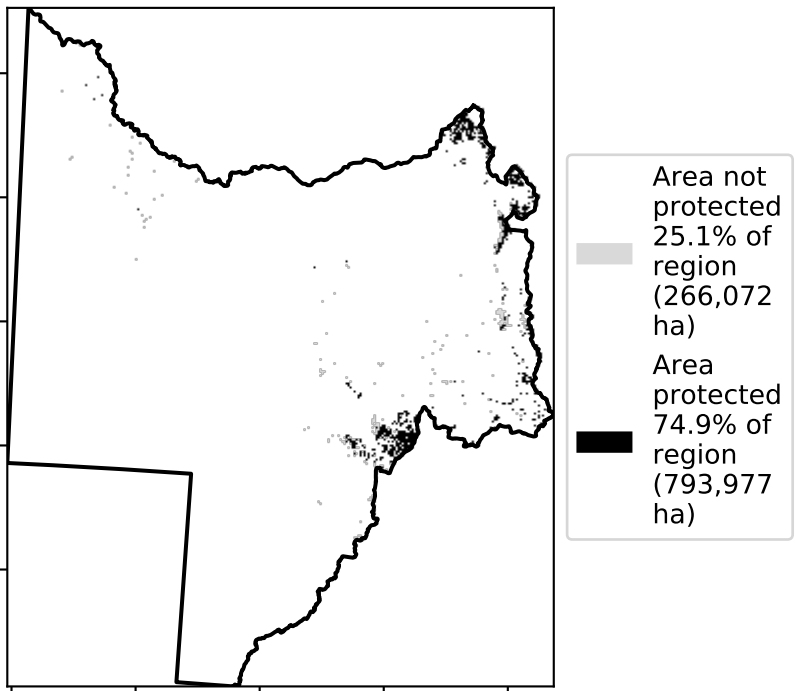 Area not
protected
25.1% of
region
(266,072
ha)
Area
protected
74.9% of
region
(793,977
ha)